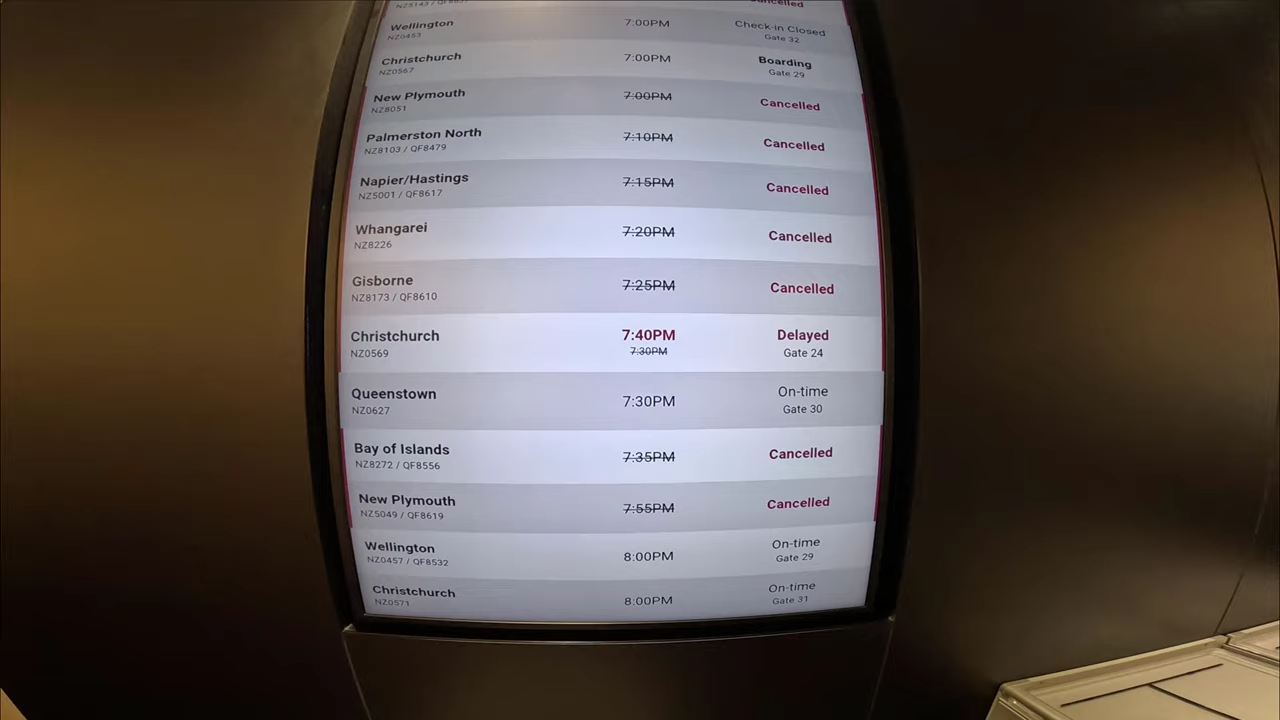 Cancelled
Wellington 7:00PM Check-in Closed
NZ0453 Gate 32
Christchurch 7:00PM Boarding
NZ0567 Gate 29
New Plymouth 7:00PM Cancelled
NZ8051
Palmerston North 7:10PM Cancelled
NZ8103 / QF8479
Napier/Hastings 7:15PM Cancelled
NZ5001 / QF8617
Whangarei 7:20PM Cancelled
NZ8226
Gisborne 7:25PM Cancelled
NZ8173 / QF8610
Christchurch 7:40PM Delayed
NZ0569 7:30PM Gate 24
Queenstown 7:30PM On-time
NZ0627 Gate 30
Bay of Islands 7:35PM Cancelled
NZ8272 / QF8556
New Plymouth 7:55PM Cancelled
NZ5049 / QF8619
Wellington 8:00PM On-time
NZ0457 / QF8532 Gate 29
Christchurch 8:00PM On-time
NZ0571 Gate 31